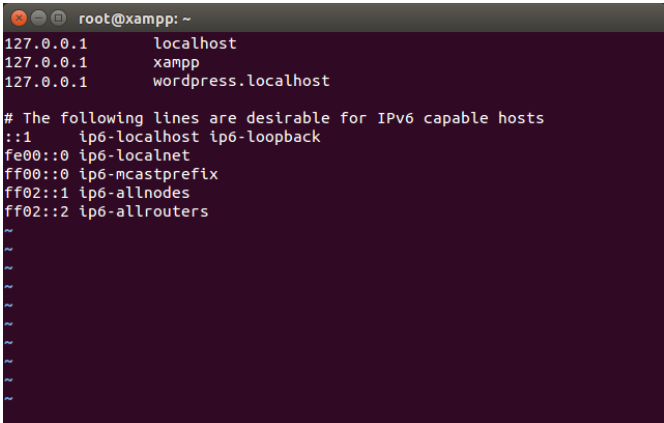 root@xampp: ~
127.0.0.1       localhost
127.0.0.1       xampp
127.0.0.1       wordpress.localhost

# The following lines are desirable for IPv6 capable hosts
::1     ip6-localhost ip6-loopback
fe00::0 ip6-localnet
ff00::0 ip6-mcastprefix
ff02::1 ip6-allnodes
ff02::2 ip6-allrouters
~
~
~
~
~
~
~
~
~
~